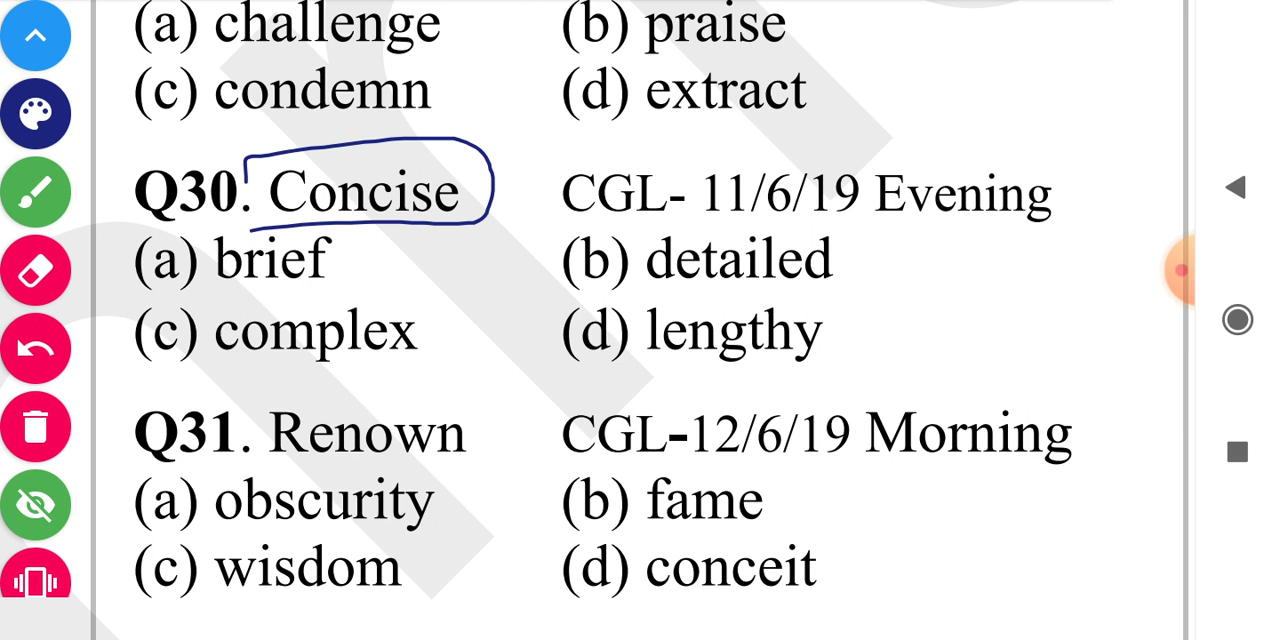 (a) challenge (b) praise
(c) condemn (d) extract
Q30. Concise CGL- 11/6/19 Evening
(a) brief (b) detailed
(c) complex (d) lengthy
Q31. Renown CGL-12/6/19 Morning
(a) obscurity (b) fame
(c) wisdom (d) conceit